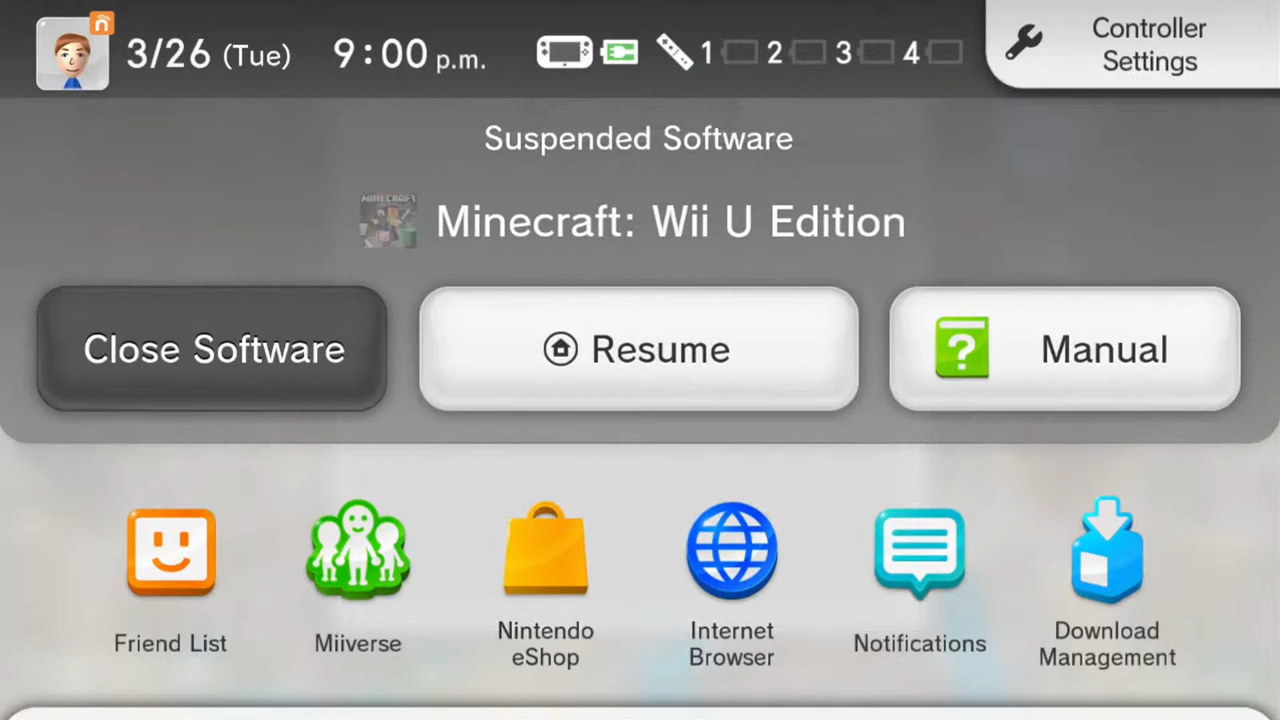 3/26 (Tue) 9:00 p.m. 1 2 3 4
Controller
Settings
Suspended Software
MINECRAFT
Minecraft: Wii U Edition
Close Software
Resume
? Manual
Friend List
Miiverse
Nintendo
eShop
Internet
Browser
Notifications
Download
Management